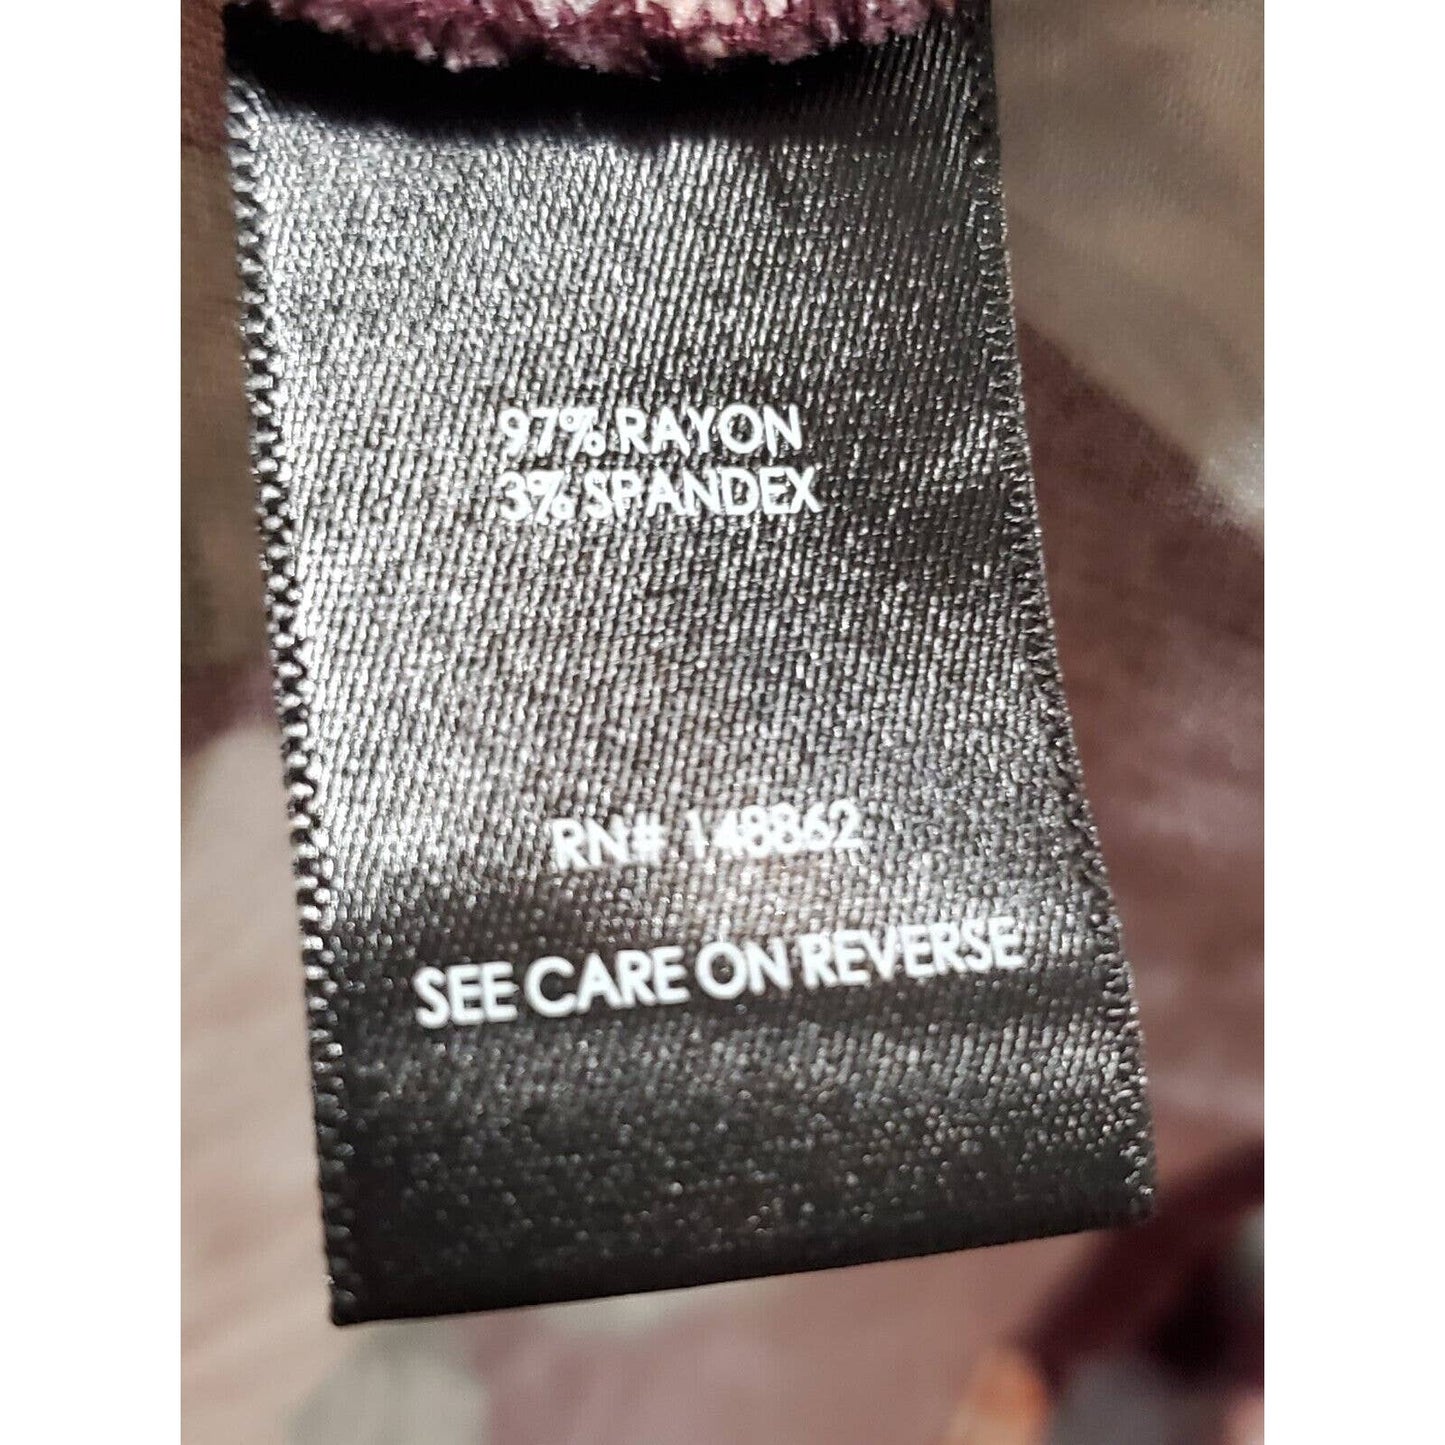 97% RAYON
3% SPANDEX
RN# 148862
SEE CARE ON REVERSE